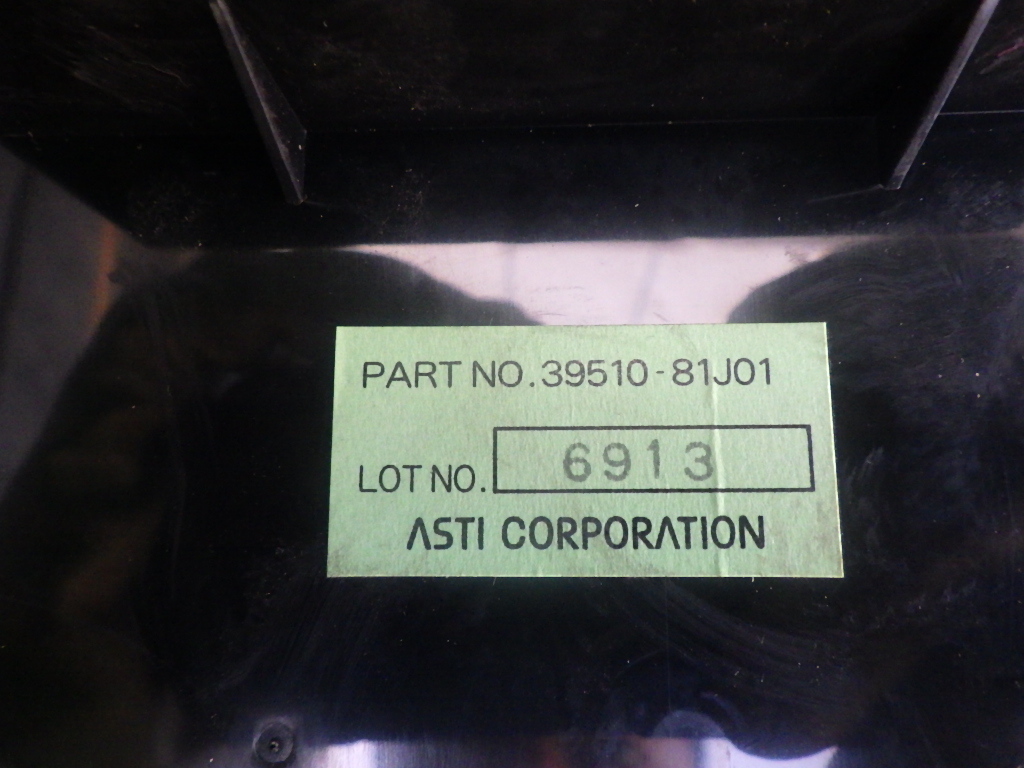 PART NO. 39510-81J01
LOT NO. 6913
ASTI CORPORATION